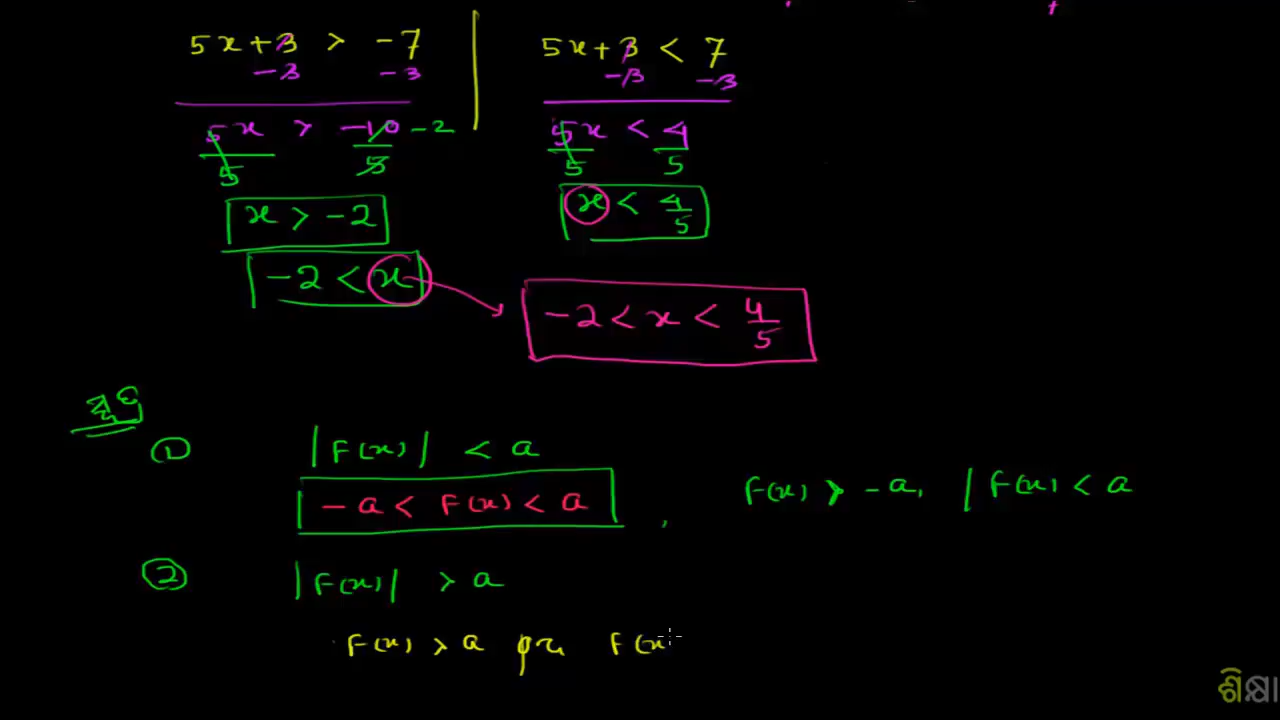 5x+3 > -7 | 5x+3 < 7
-3 -3 -3 -3
5x > -10 -2 5x < 4
5 5 5 5
x > -2 x < 4/5
-2 < x
-2 < x < 4/5
ସୂତ୍ର
① |F(x)| < a
-a < F(x) < a , F(x) > -a, | F(x) < a
② |F(x)| > a
F(x) > a F(x
ଶିକ୍ଷା